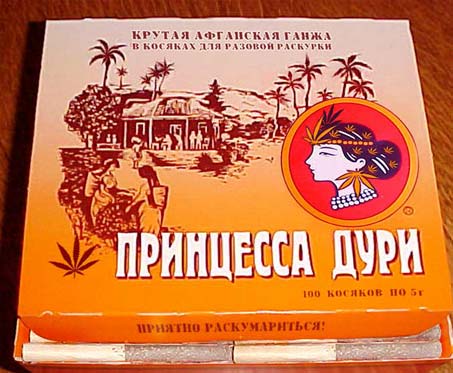 КРУТАЯ АФГАНСКАЯ ГАНЖА
В КОСЯКАХ ДЛЯ РАЗОВОЙ РАСКУРКИ
ПРИНЦЕССА ДУРИ
100 КОСЯКОВ ПО 5г
ПРИЯТНО РАСКУМАРИТЬСЯ!